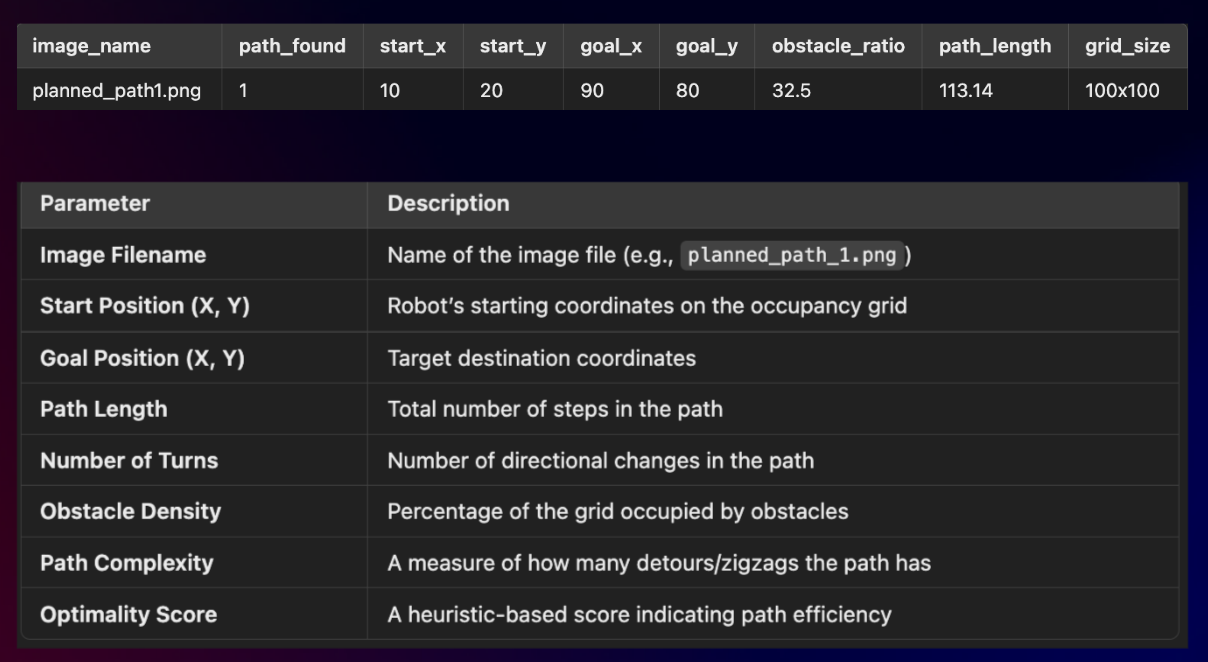 image_name path_found start_x start_y goal_x goal_y obstacle_ratio path_length grid_size
planned_path1.png 1 10 20 90 80 32.5 113.14 100x100
Parameter Description
Image Filename Name of the image file (e.g., planned_path_1.png )
Start Position (X, Y) Robot’s starting coordinates on the occupancy grid
Goal Position (X, Y) Target destination coordinates
Path Length Total number of steps in the path
Number of Turns Number of directional changes in the path
Obstacle Density Percentage of the grid occupied by obstacles
Path Complexity A measure of how many detours/zigzags the path has
Optimality Score A heuristic-based score indicating path efficiency